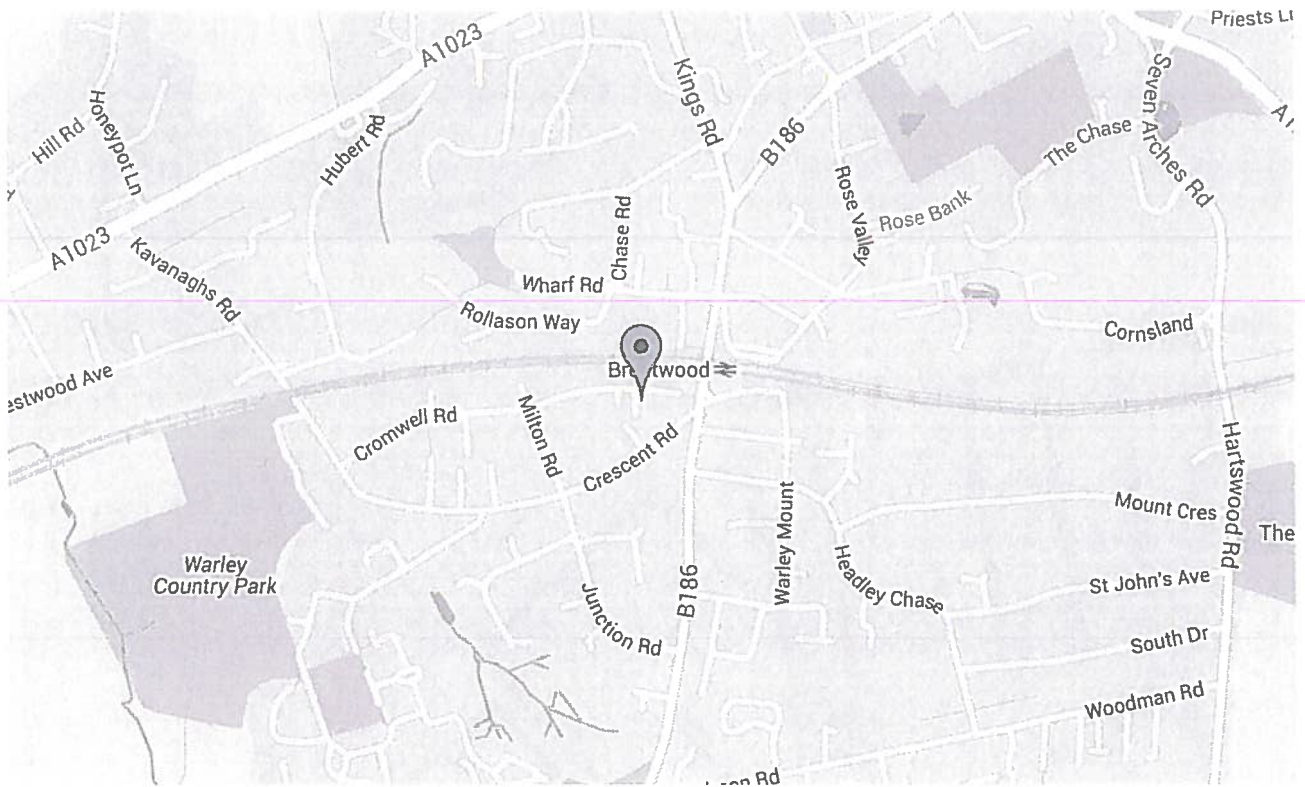 Priests L
A1023
Kings Rd
Seven Arches Rd
Honeypot Ln
Hill Rd
Hubert Rd
B186
The Chase
Rose Valley
Rose Bank
Chase Rd
A1023
Kavanaghs Rd
Wharf Rd
Rollason Way
Cornsland
Brentwood
estwood Ave
Cromwell Rd
Milton Rd
Crescent Rd
Hartswood Rd
Mount Cres
The
Warley Mount
Warley
Country Park
Headley Chase
St John's Ave
B186
Junction Rd
South Dr
Woodman Rd
Rd